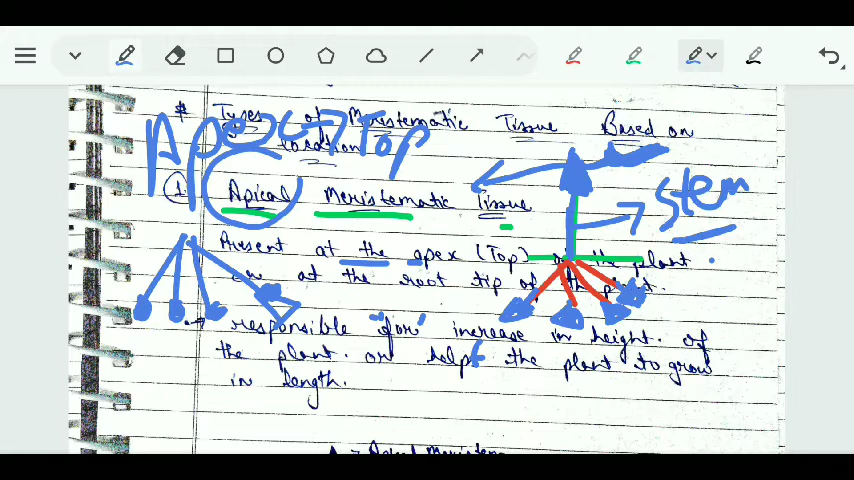 $ Types of Meristematic Tissue Based on
Location
Apex <-> Top
1. Apical Meristematic Tissue
stem
Present at the apex (Top) of the plant
or at the root tip of the plant.
→ responsible for increase in height of
the plant. or help the plant to grow
in length.
Apical Meristem